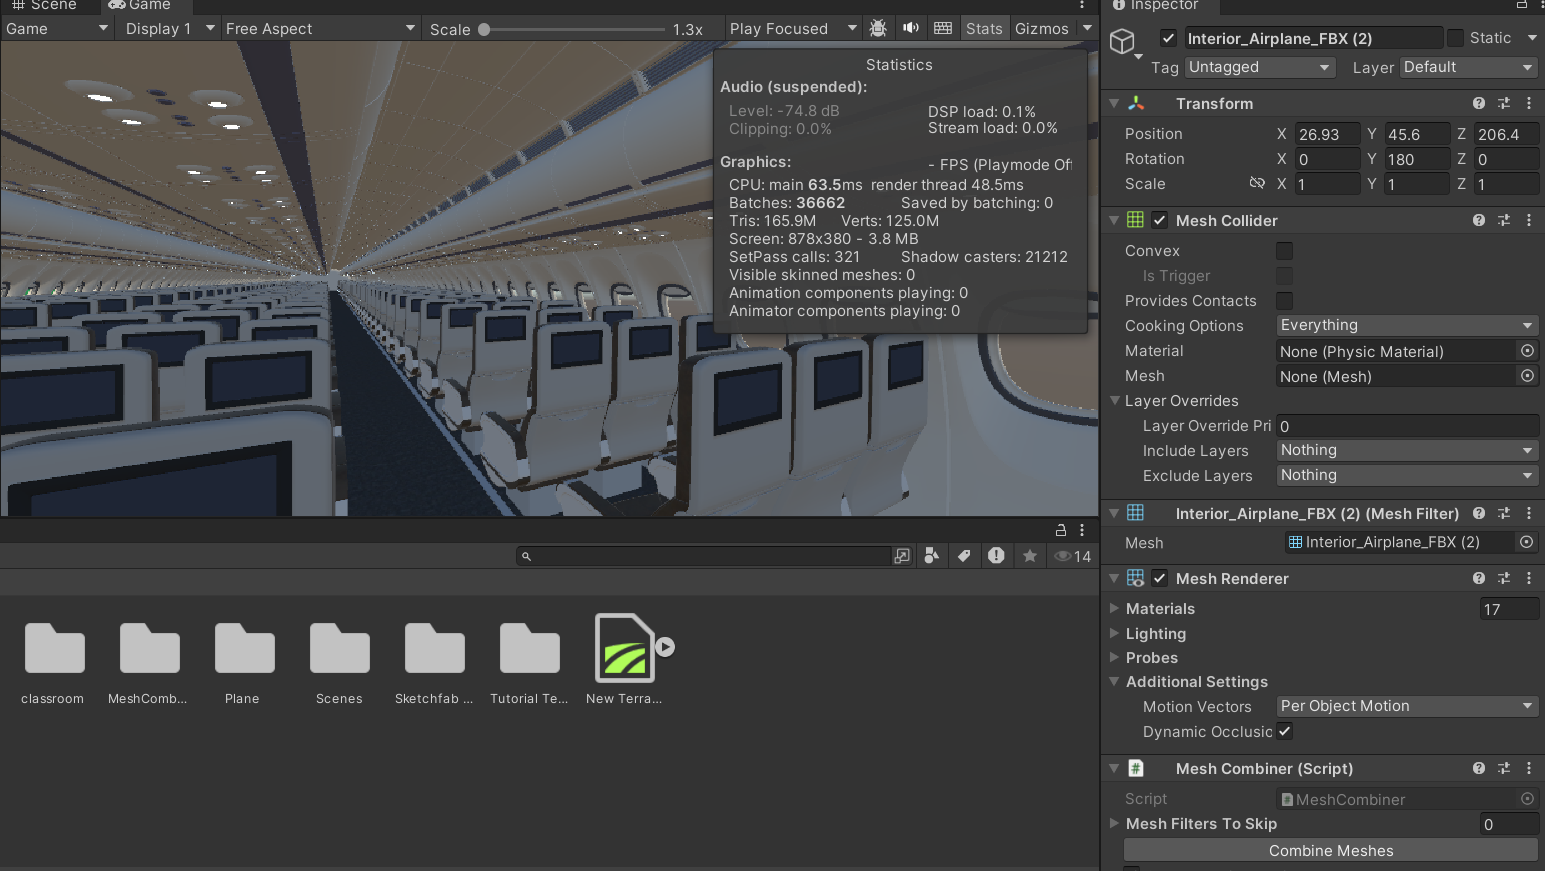 Scene
Game
Game
Display 1
Free Aspect
Scale
1.3x
Play Focused
Stats
Gizmos
Statistics
Audio (suspended):
Level: -74.8 dB
DSP load: 0.1%
Clipping: 0.0%
Stream load: 0.0%
Graphics:
- FPS (Playmode Off
CPU: main 63.5ms render thread 48.5ms
Batches: 36662
Saved by batching: 0
Tris: 165.9M Verts: 125.0M
Screen: 878x380 - 3.8 MB
SetPass calls: 321
Shadow casters: 21212
Visible skinned meshes: 0
Animation components playing: 0
Animator components playing: 0
14
classroom
MeshComb...
Plane
Scenes
Sketchfab ...
Tutorial Te...
New Terra...
Inspector
Interior_Airplane_FBX (2)
Static
Tag Untagged
Layer Default
Transform
Position X 26.93 Y 45.6 Z 206.4
Rotation X 0 Y 180 Z 0
Scale X 1 Y 1 Z 1
Mesh Collider
Convex
Is Trigger
Provides Contacts
Cooking Options Everything
Material None (Physic Material)
Mesh None (Mesh)
Layer Overrides
Layer Override Pri 0
Include Layers Nothing
Exclude Layers Nothing
Interior_Airplane_FBX (2) (Mesh Filter)
Mesh Interior_Airplane_FBX (2)
Mesh Renderer
Materials 17
Lighting
Probes
Additional Settings
Motion Vectors Per Object Motion
Dynamic Occlusic
Mesh Combiner (Script)
Script # MeshCombiner
Mesh Filters To Skip 0
Combine Meshes